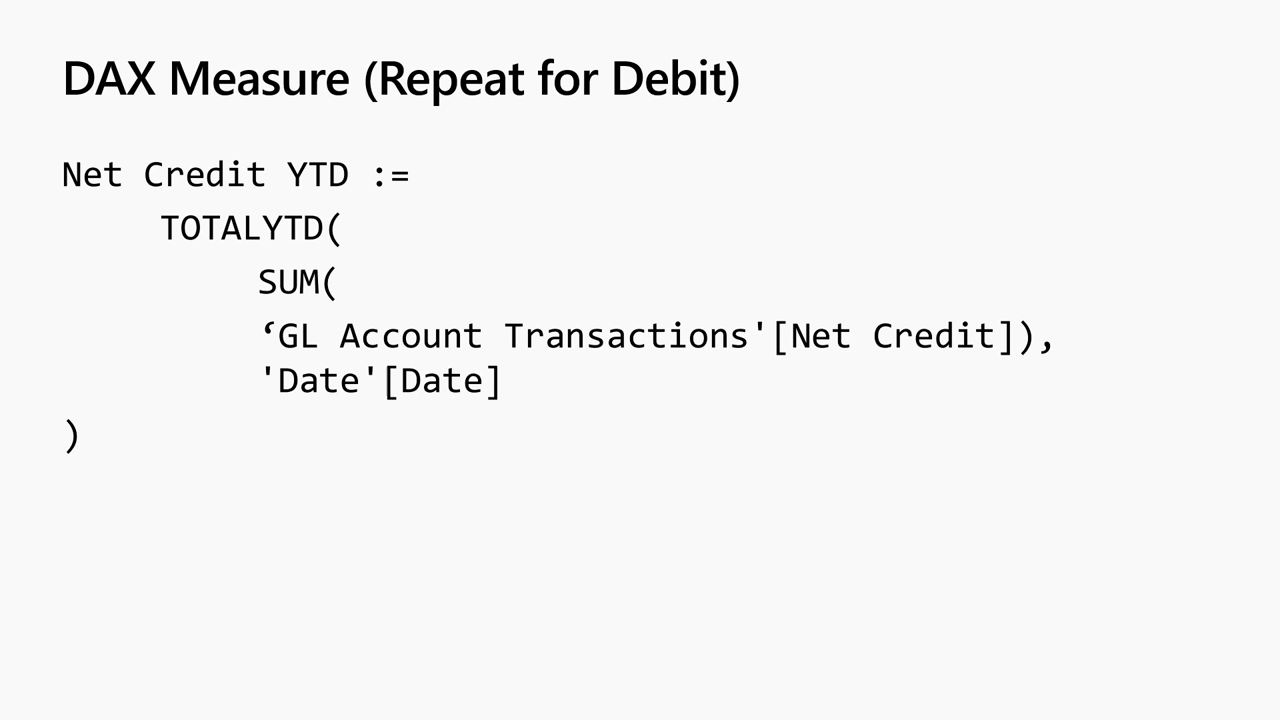 DAX Measure (Repeat for Debit)
Net Credit YTD :=
TOTALYTD(
SUM(
‘GL Account Transactions'[Net Credit]),
'Date'[Date]
)